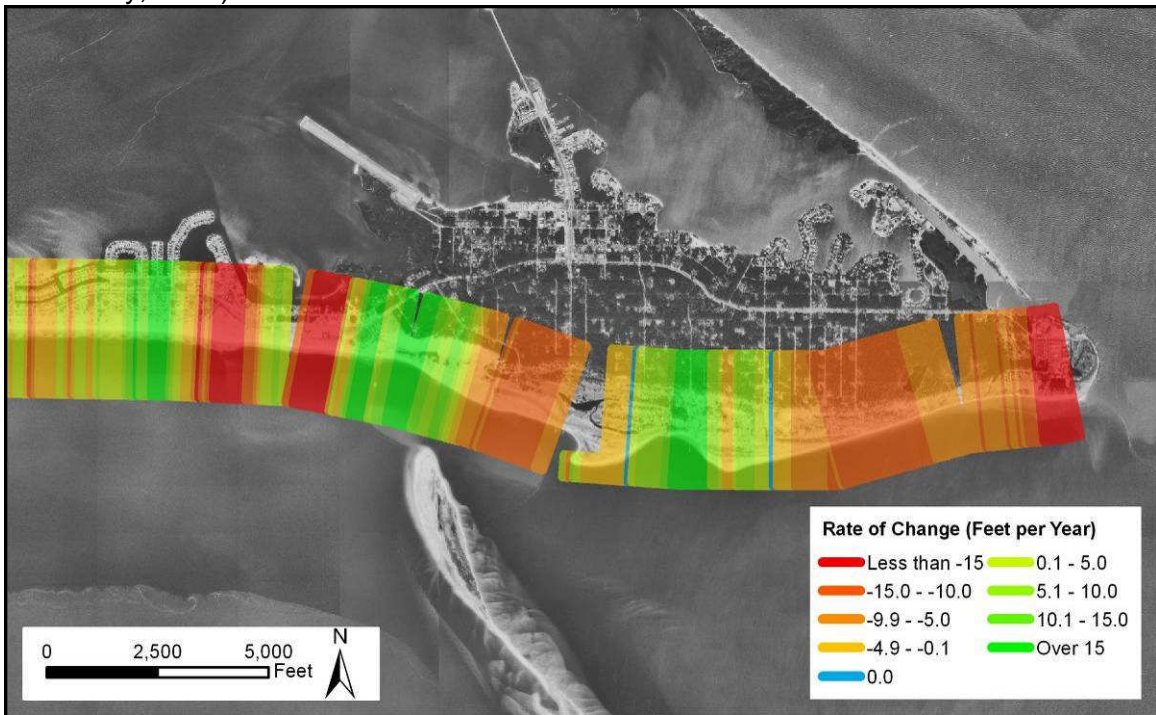 Rate of Change (Feet per Year)
Less than -15
-15.0 - -10.0
-9.9 - -5.0
-4.9 - -0.1
0.0
0.1 - 5.0
5.1 - 10.0
10.1 - 15.0
Over 15
0 2,500 5,000
Feet
N